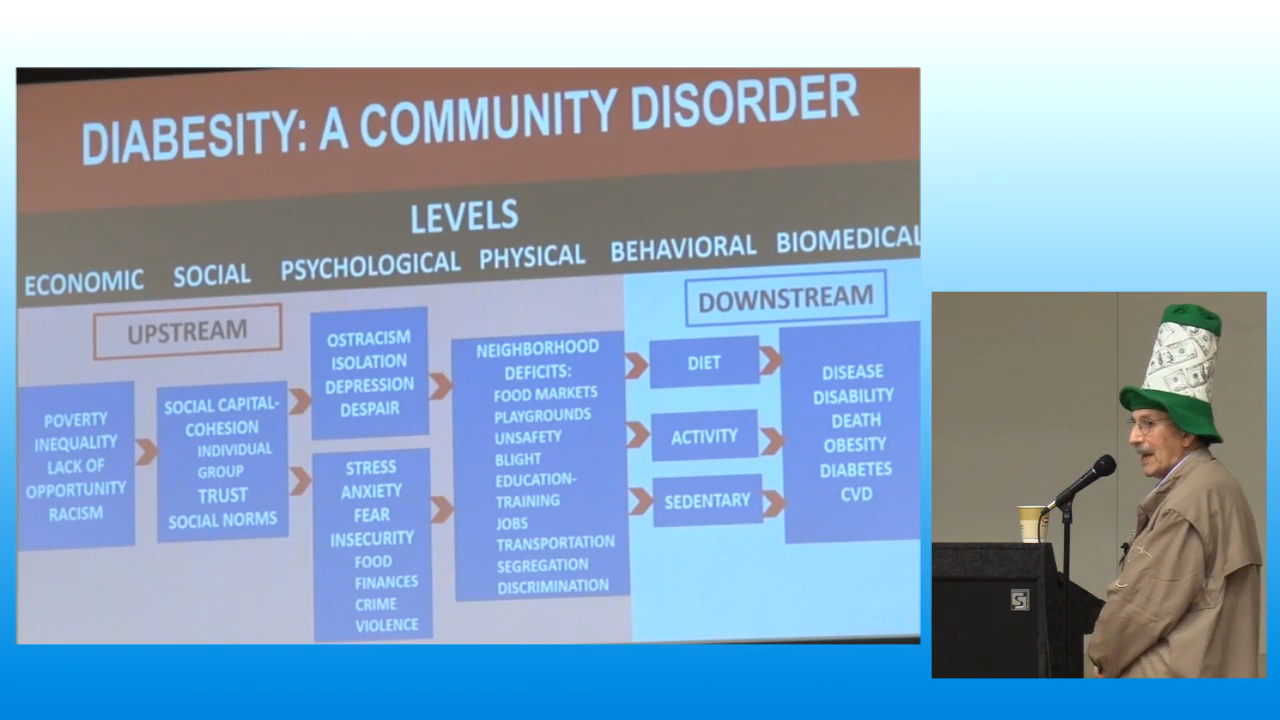 DIABESITY: A COMMUNITY DISORDER
LEVELS
ECONOMIC SOCIAL PSYCHOLOGICAL PHYSICAL BEHAVIORAL BIOMEDICAL
UPSTREAM
DOWNSTREAM
POVERTY
INEQUALITY
LACK OF
OPPORTUNITY
RACISM
SOCIAL CAPITAL-
COHESION
INDIVIDUAL
GROUP
TRUST
SOCIAL NORMS
OSTRACISM
ISOLATION
DEPRESSION
DESPAIR
STRESS
ANXIETY
FEAR
INSECURITY
FOOD
FINANCES
CRIME
VIOLENCE
NEIGHBORHOOD
DEFICITS:
FOOD MARKETS
PLAYGROUNDS
UNSAFETY
BLIGHT
EDUCATION-
TRAINING
JOBS
TRANSPORTATION
SEGREGATION
DISCRIMINATION
DIET
ACTIVITY
SEDENTARY
DISEASE
DISABILITY
DEATH
OBESITY
DIABETES
CVD